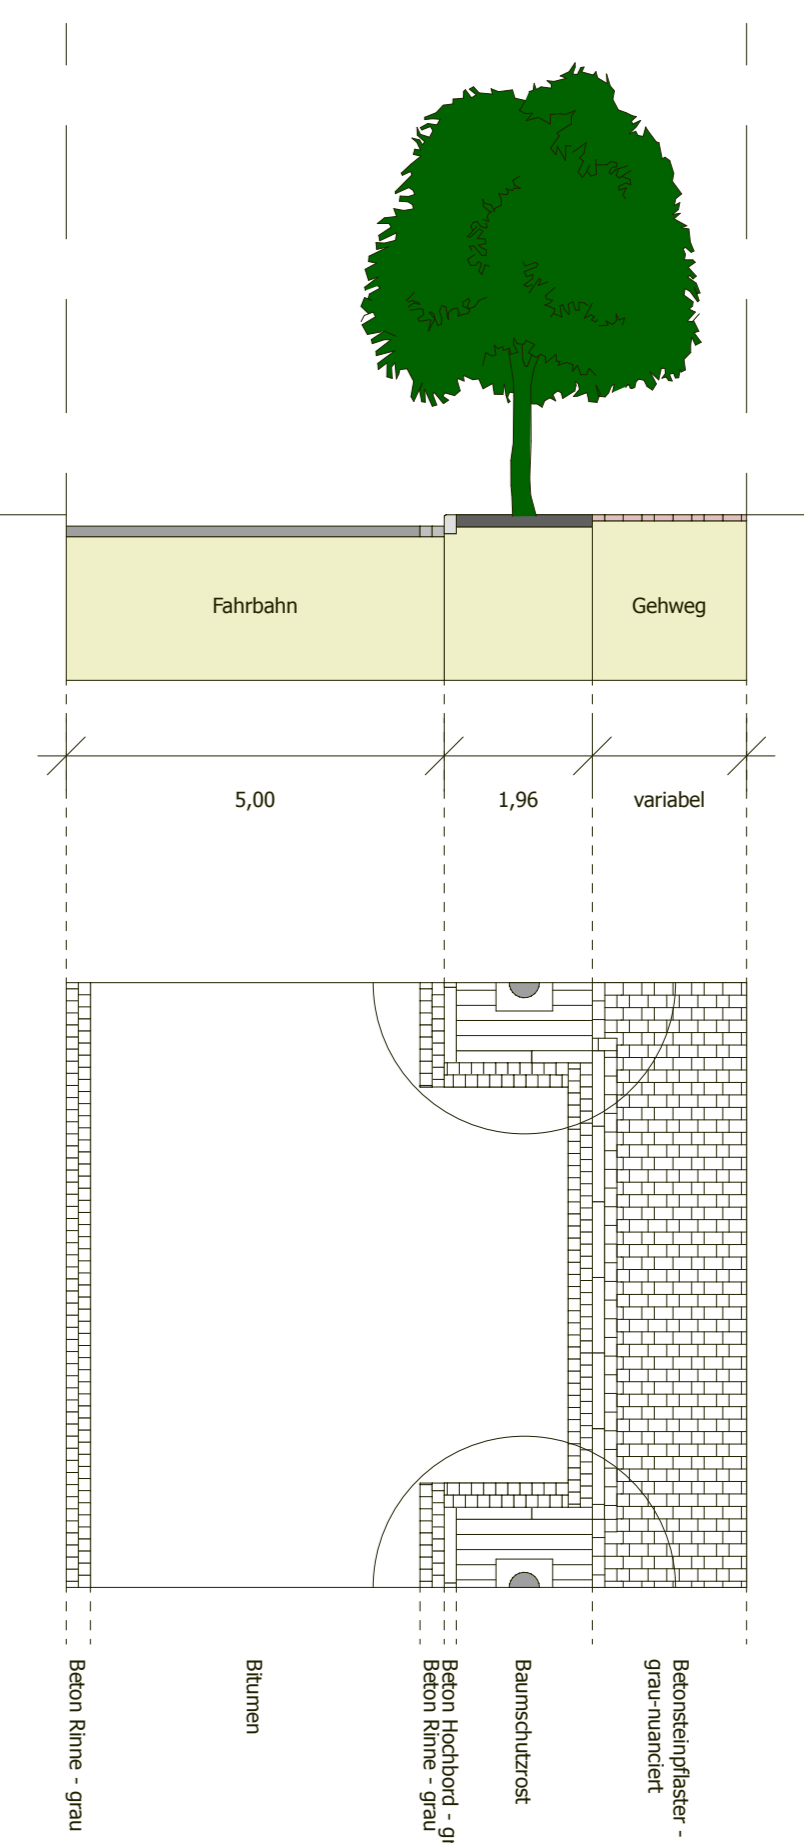 Fahrbahn
Gehweg
5,00
1,96
variabel
Beton Rinne - grau
Bitumen
Beton Rinne - grau
Beton Hochbord - gr
Baumschutzrost
Betonsteinpflaster -
grau-nuanciert